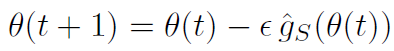 θ(t + 1) = θ(t) − ϵ ĝ_S(θ(t))